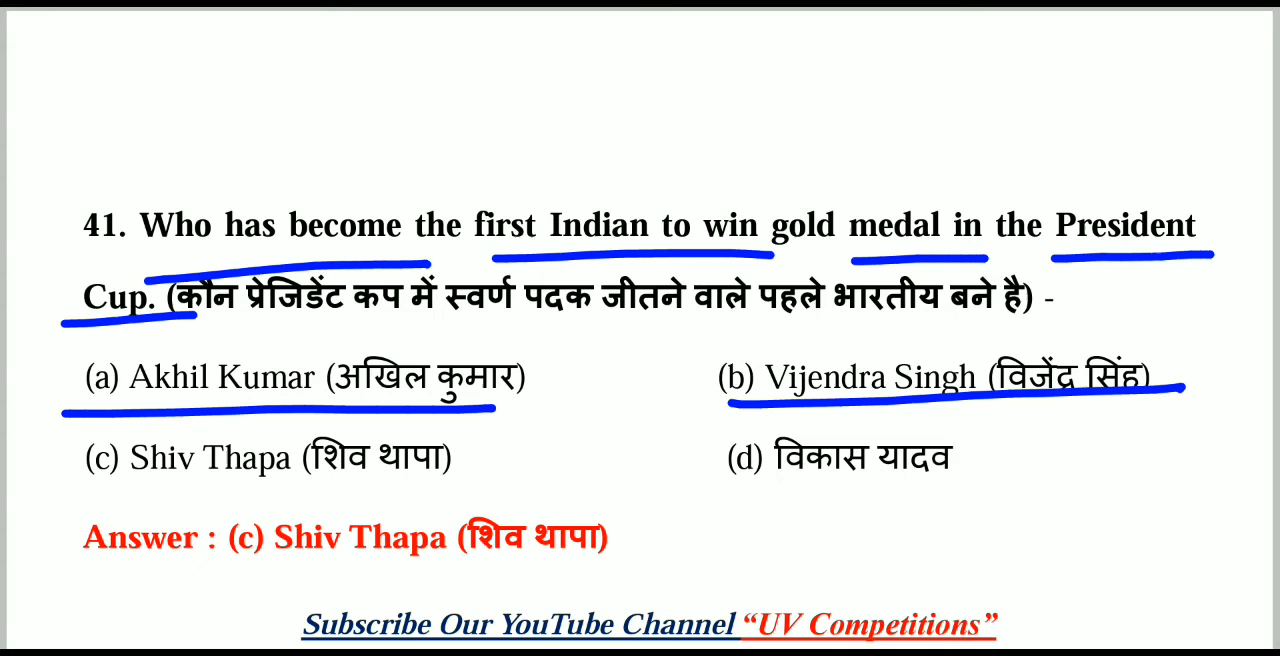 41. Who has become the first Indian to win gold medal in the President
Cup. (कौन प्रेजिडेंट कप में स्वर्ण पदक जीतने वाले पहले भारतीय बने है) -
(a) Akhil Kumar (अखिल कुमार) (b) Vijendra Singh (विजेंद्र सिंह)
(c) Shiv Thapa (शिव थापा) (d) विकास यादव
Answer : (c) Shiv Thapa (शिव थापा)
Subscribe Our YouTube Channel “UV Competitions”